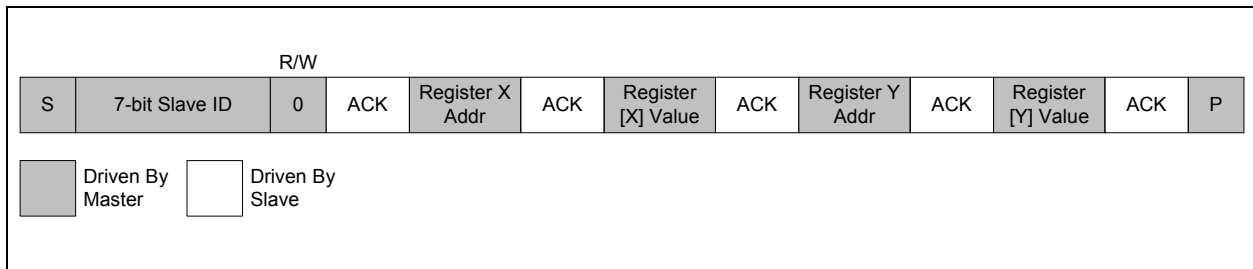 R/W
S
7-bit Slave ID
0
ACK
Register X
Addr
ACK
Register
[X] Value
ACK
Register Y
Addr
ACK
Register
[Y] Value
ACK
P
Driven By
Master
Driven By
Slave